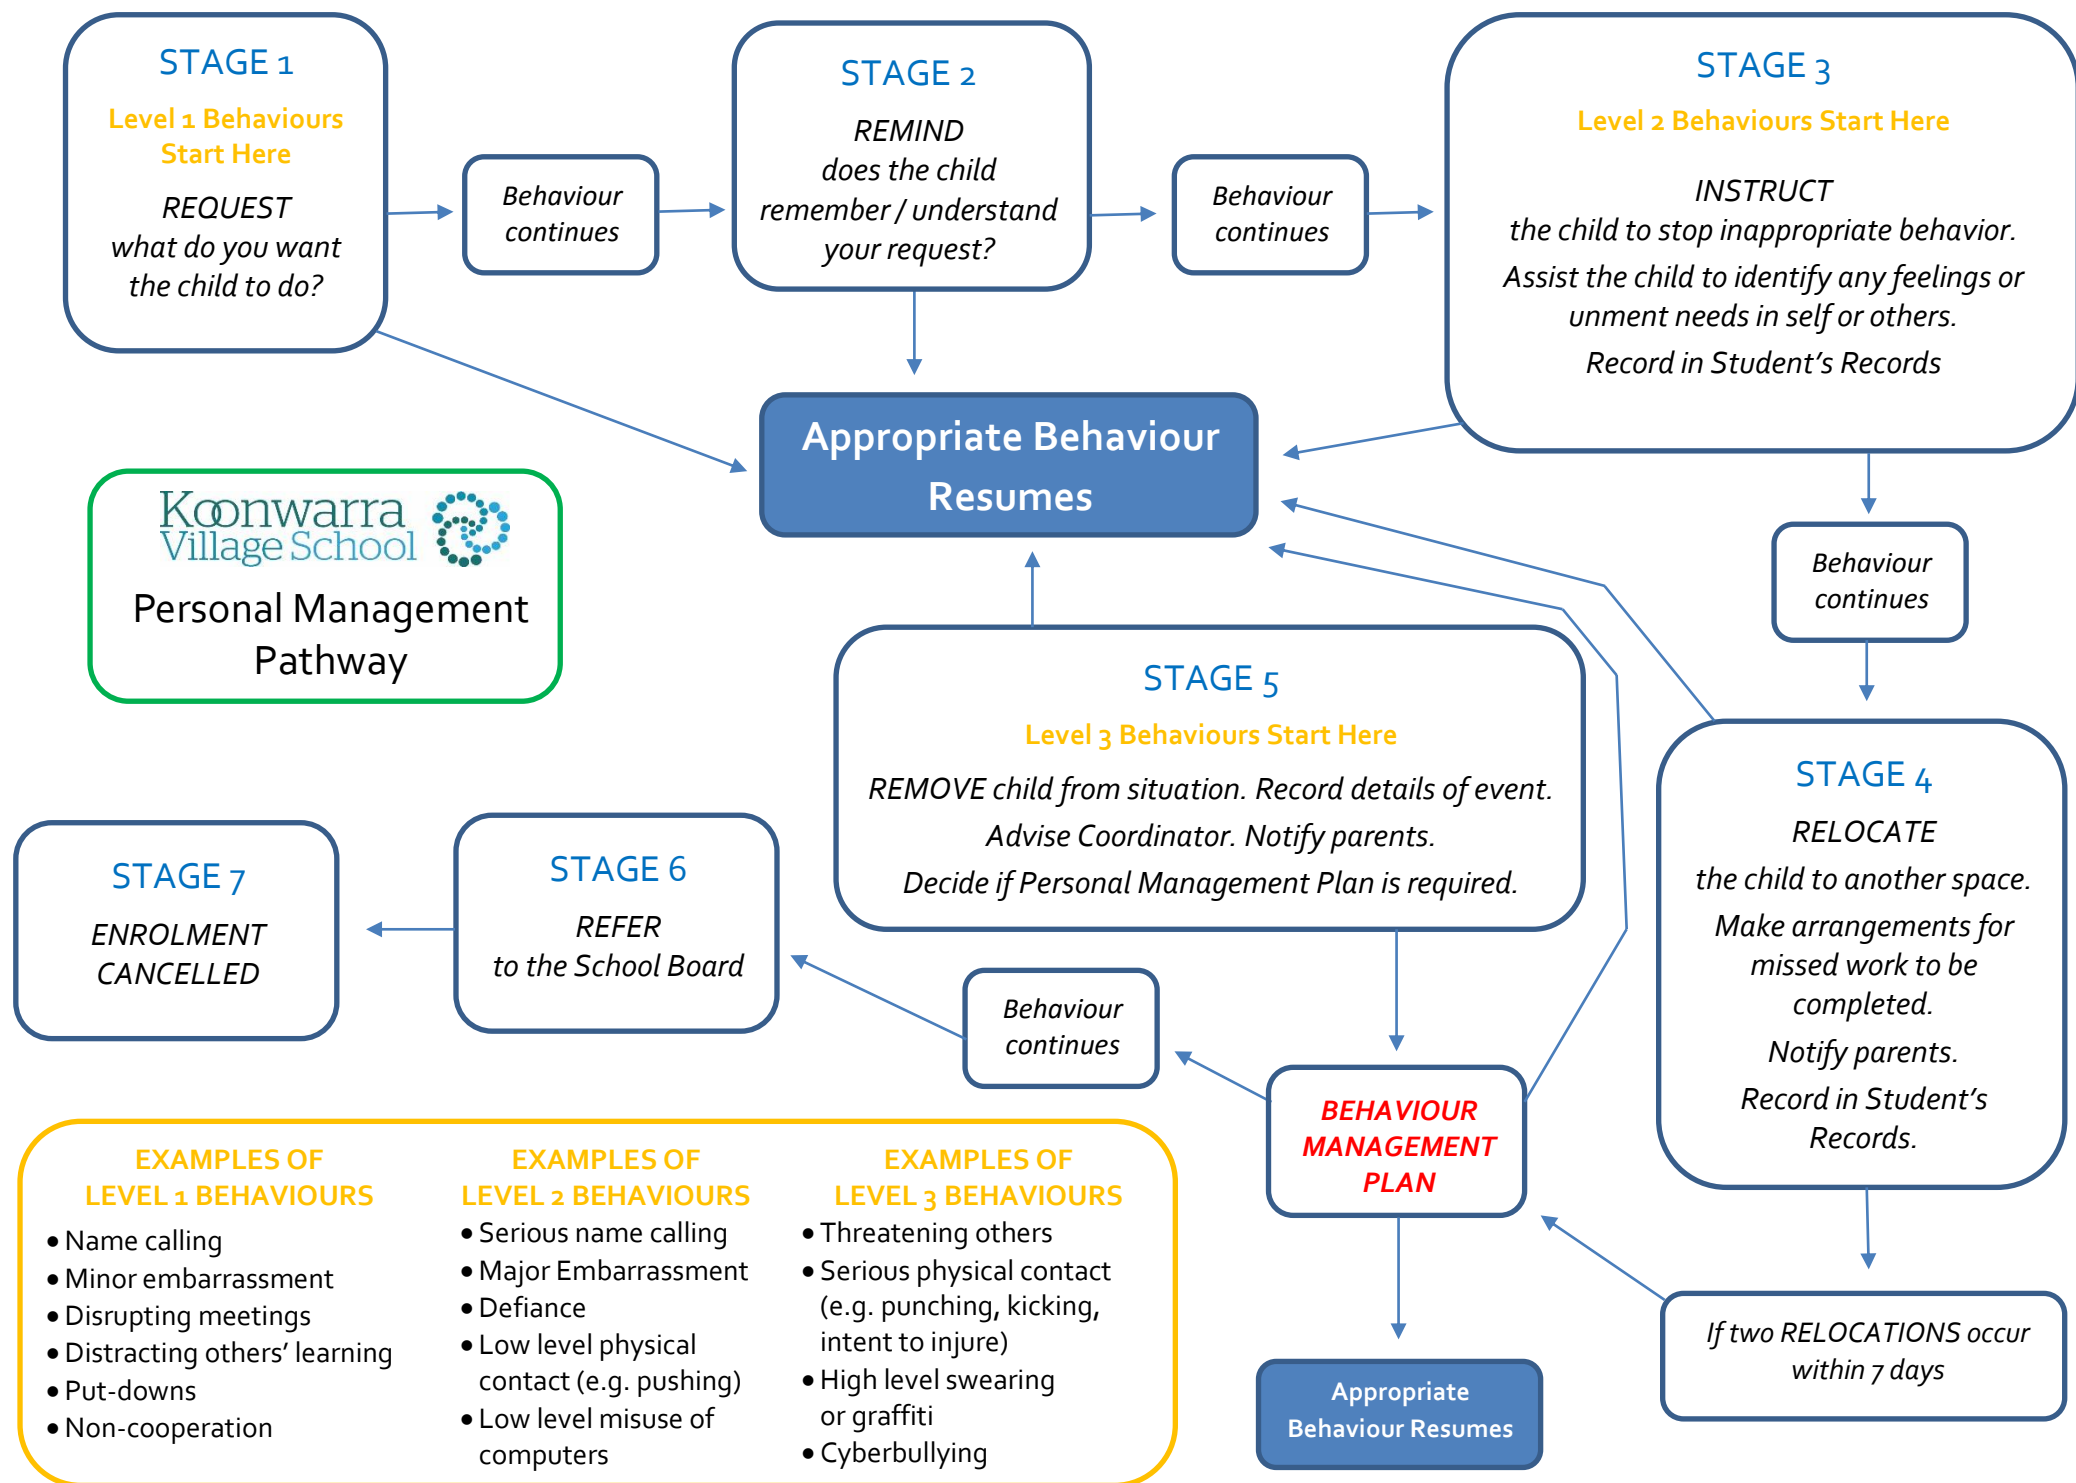 STAGE 1
Level 1 Behaviours
Start Here
REQUEST
what do you want
the child to do?
Behaviour
continues
STAGE 2
REMIND
does the child
remember / understand
your request?
Behaviour
continues
STAGE 3
Level 2 Behaviours Start Here
INSTRUCT
the child to stop inappropriate behavior.
Assist the child to identify any feelings or
unment needs in self or others.
Record in Student's Records
Appropriate Behaviour
Resumes
Koonwarra
Village School
Personal Management
Pathway
Behaviour
continues
STAGE 5
Level 3 Behaviours Start Here
REMOVE child from situation. Record details of event.
Advise Coordinator. Notify parents.
Decide if Personal Management Plan is required.
STAGE 4
RELOCATE
the child to another space.
Make arrangements for
missed work to be
completed.
Notify parents.
Record in Student's
Records.
STAGE 7
ENROLMENT
CANCELLED
STAGE 6
REFER
to the School Board
Behaviour
continues
BEHAVIOUR
MANAGEMENT
PLAN
If two RELOCATIONS occur
within 7 days
Appropriate
Behaviour Resumes
EXAMPLES OF
LEVEL 1 BEHAVIOURS
• Name calling
• Minor embarrassment
• Disrupting meetings
• Distracting others' learning
• Put-downs
• Non-cooperation
EXAMPLES OF
LEVEL 2 BEHAVIOURS
• Serious name calling
• Major Embarrassment
• Defiance
• Low level physical
contact (e.g. pushing)
• Low level misuse of
computers
EXAMPLES OF
LEVEL 3 BEHAVIOURS
• Threatening others
• Serious physical contact
(e.g. punching, kicking,
intent to injure)
• High level swearing
or graffiti
• Cyberbullying